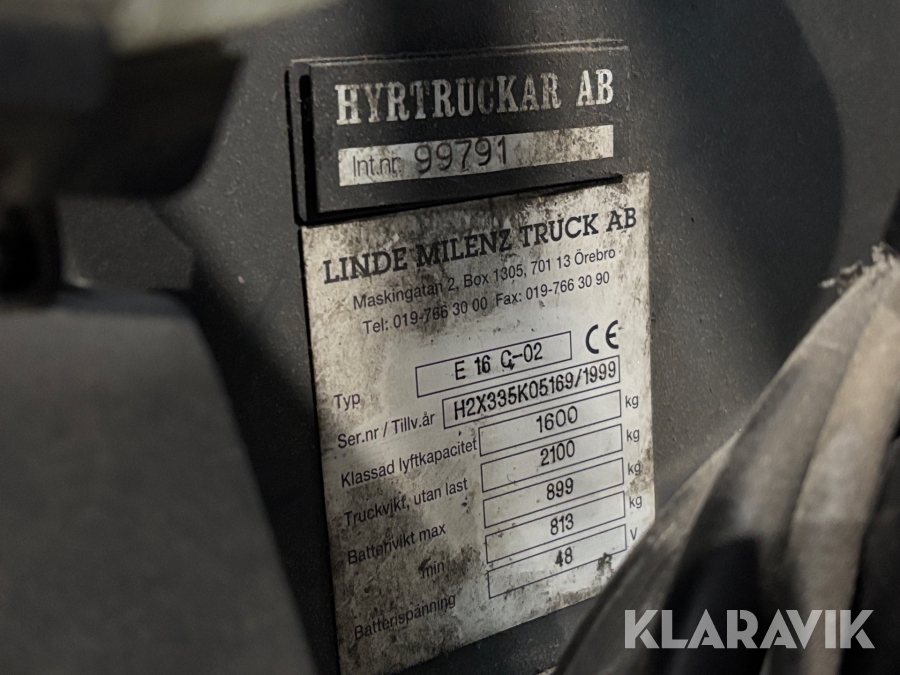 HYRTRUCKAR AB
Int.nr. 99791
LINDE MILENZ TRUCK AB
Maskingatan 2, Box 1305, 701 13 Örebro
Tel: 019-766 30 00 Fax: 019-766 30 90
Typ E 16 C-02 CE
Ser.nr / Tillv.år H2X335K05169/1999
Klassad lyftkapacitet 1600 kg
Truckvikt, utan last 2100 kg
Batterivikt max 899 kg
min 813 kg
Batterispänning 48 V
KLARAVIK